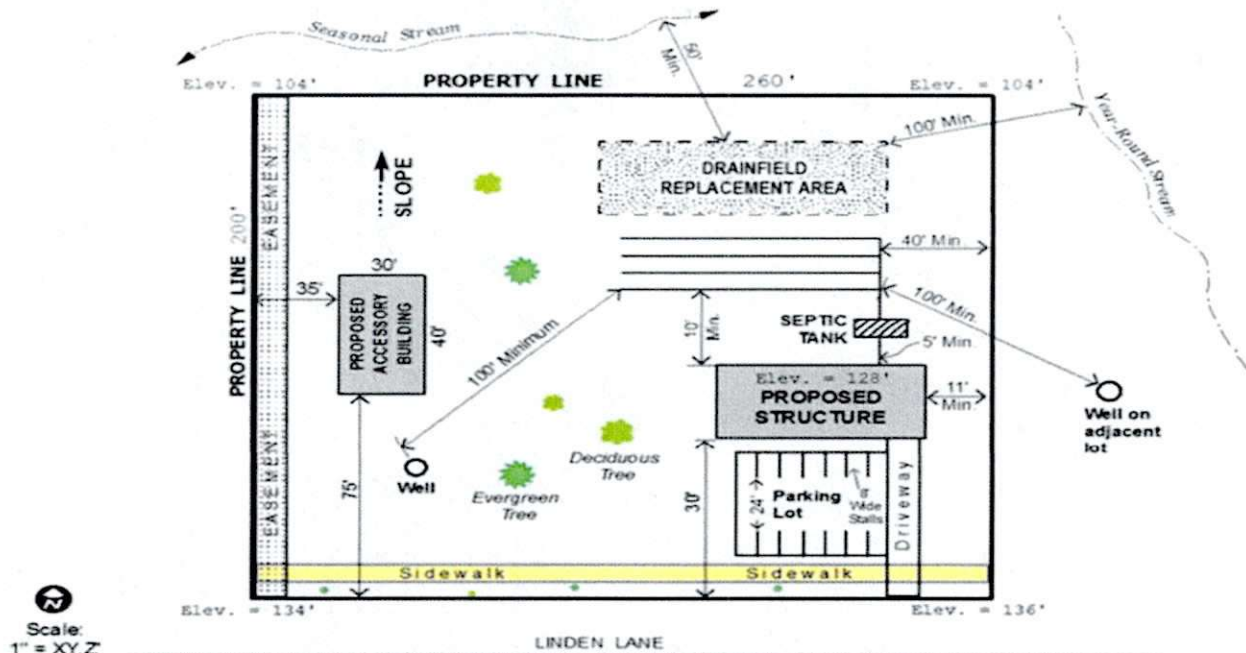 Seasonal Stream
50'
Min.
Elev. = 104'
PROPERTY LINE
260'
Elev. = 104'
100' Min.
Year-Round Stream
EASEMENT
PROPERTY LINE 200'
SLOPE
DRAINFIELD
REPLACEMENT AREA
30'
35'
PROPOSED
ACCESSORY
BUILDING
40'
40' Min.
100' Minimum
10'
Min.
SEPTIC
TANK
100' Min.
5' Min.
Elev. = 128'
PROPOSED
STRUCTURE
11'
Min.
Well on
adjacent
lot
EASEMENT
75'
Well
Deciduous
Tree
Evergreen
Tree
30'
24'
Parking
Lot
8'
Wide
Stalls
Driveway
Sidewalk
Sidewalk
Elev. = 134'
Elev. = 136'
N
Scale:
1" = XY.Z'
LINDEN LANE